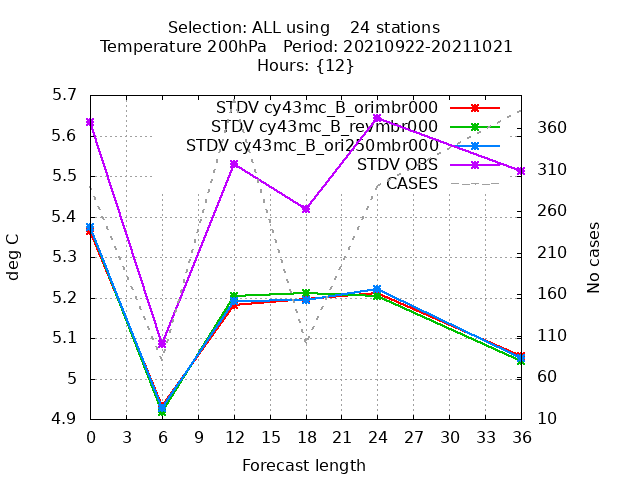 Selection: ALL using    24 stations
Temperature 200hPa   Period: 20210922-20211021
Hours: {12}
STDV cy43mc_B_orimbr000
STDV cy43mc_B_revmbr000
STDV cy43mc_B_ori250mbr000
STDV OBS
CASES
5.7
5.6
5.5
5.4
5.3
5.2
5.1
5
4.9
deg C
360
310
260
210
160
110
60
10
No cases
0 3 6 9 12 15 18 21 24 27 30 33 36
Forecast length